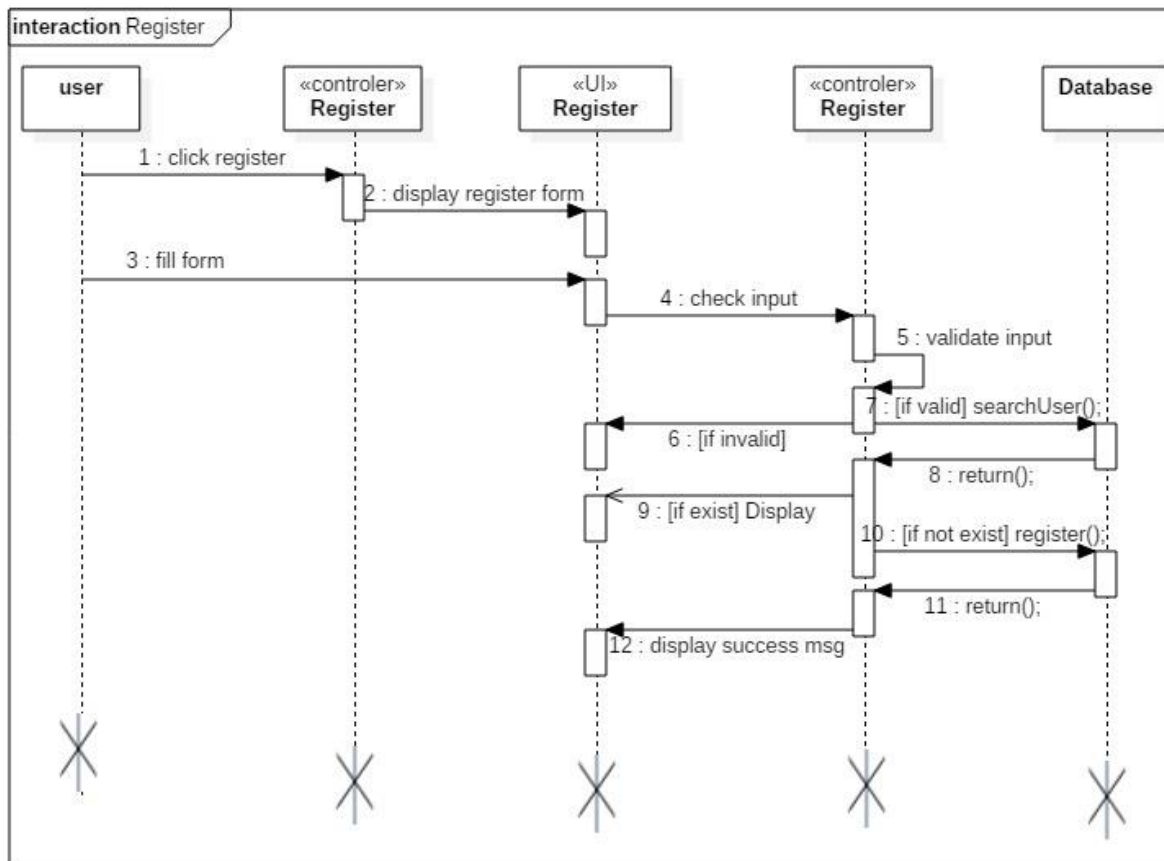 interaction Register
user
«controler»
Register
«UI»
Register
«controler»
Register
Database
1 : click register
2 : display register form
3 : fill form
4 : check input
5 : validate input
7 : [if valid] searchUser();
6 : [if invalid]
8 : return();
9 : [if exist] Display
10 : [if not exist] register();
11 : return();
12 : display success msg